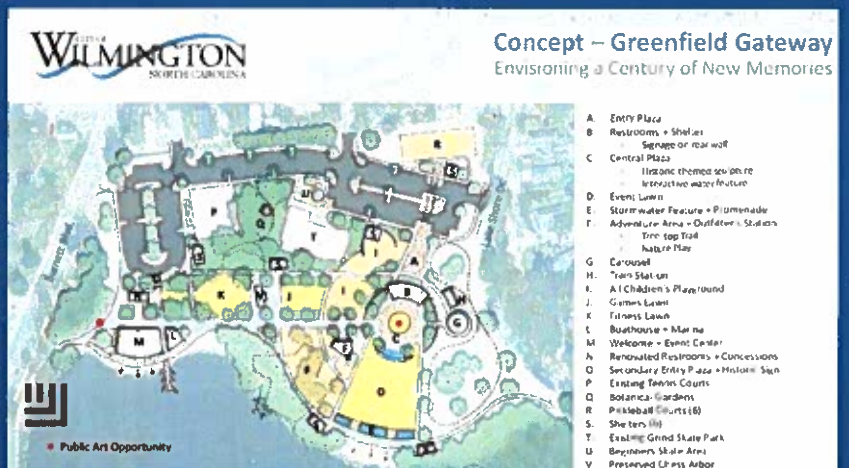 CITY OF
WILMINGTON
NORTH CAROLINA
Concept – Greenfield Gateway
Envisioning a Century of New Memories
A. Entry Plaza
B Restrooms + Shelter
Signage on rear wall
C Central Plaza
Historic themed sculpture
Interactive water feature
D. Event Lawn
E. Stormwater Feature + Promenade
F. Adventure Area + Outfitters Station
Tree top Trail
Nature Play
G Carousel
H. Train Station
I. All Children's Playground
J. Games Lawn
K Fitness Lawn
L Boathouse + Marina
M Welcome + Event Center
N Renovated Restrooms + Concessions
O Secondary Entry Plaza + Historic Sign
P Existing Tennis Courts
Q Botanical Gardens
R Pickleball Courts (6)
S. Shelters (6)
T. Existing Grind Skate Park
U Beginners Skate Area
V Preserved Chess Arbor
R
P
Q
U
T
I
A
K
J
I
B
H
G
C
M
L
F
D
E
Public Art Opportunity